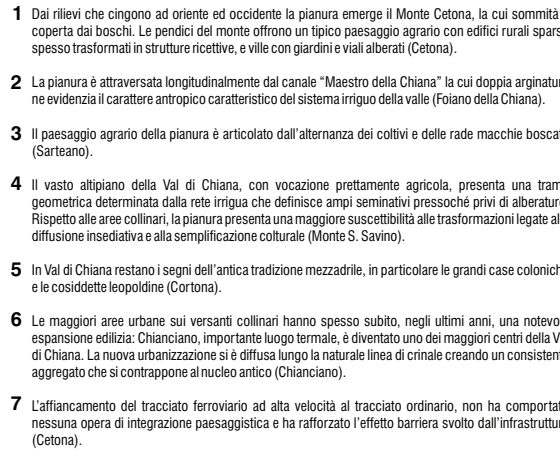 1 Dai rilievi che cingono ad oriente ed occidente la pianura emerge il Monte Cetona, la cui sommità
coperta dai boschi. Le pendici del monte offrono un tipico paesaggio agrario con edifici rurali spars
spesso trasformati in strutture ricettive, e ville con giardini e viali alberati (Cetona).
2 La pianura è attraversata longitudinalmente dal canale “Maestro della Chiana” la cui doppia arginatur
ne evidenzia il carattere antropico caratteristico del sistema irriguo della valle (Foiano della Chiana).
3 Il paesaggio agrario della pianura è articolato dall’alternanza dei coltivi e delle rade macchie boscat
(Sarteano).
4 Il vasto altipiano della Val di Chiana, con vocazione prettamente agricola, presenta una tram
geometrica determinata dalla rete irrigua che definisce ampi seminativi pressoché privi di alberature
Rispetto alle aree collinari, la pianura presenta una maggiore suscettibilità alle trasformazioni legate al
diffusione insediativa e alla semplificazione colturale (Monte S. Savino).
5 In Val di Chiana restano i segni dell’antica tradizione mezzadrile, in particolare le grandi case colonich
e le cosiddette leopoldine (Cortona).
6 Le maggiori aree urbane sui versanti collinari hanno spesso subito, negli ultimi anni, una notevo
espansione edilizia: Chianciano, importante luogo termale, è diventato uno dei maggiori centri della V
di Chiana. La nuova urbanizzazione si è diffusa lungo la naturale linea di crinale creando un consistent
aggregato che si contrappone al nucleo antico (Chianciano).
7 L’affiancamento del tracciato ferroviario ad alta velocità al tracciato ordinario, non ha comportat
nessuna opera di integrazione paesaggistica e ha rafforzato l’effetto barriera svolto dall’infrastruttur
(Cetona).